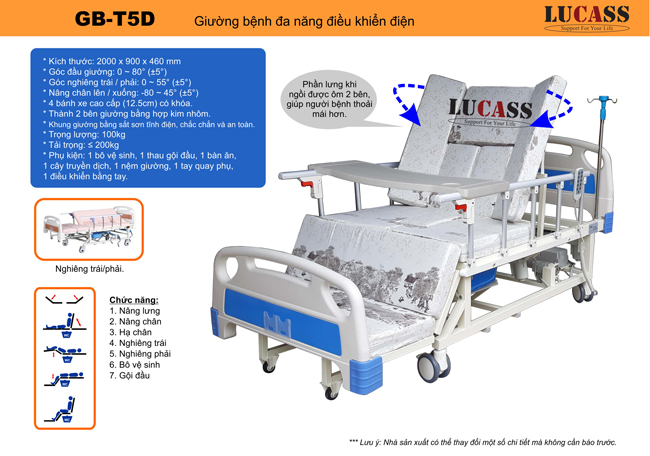 GB-T5D
Giường bệnh đa năng điều khiển điện
LUCASS
Support For Your Life
* Kích thước: 2000 x 900 x 460 mm
* Góc đầu giường: 0 ~ 80° (±5°)
* Góc nghiêng trái / phải: 0 ~ 55° (±5°)
* Nâng chân lên / xuống: -80 ~ 45° (±5°)
* 4 bánh xe cao cấp (12.5cm) có khóa.
* Thành 2 bên giường bằng hợp kim nhôm.
* Khung giường bằng sắt sơn tĩnh điện, chắc chắn và an toàn.
* Trọng lượng: 100kg
* Tải trọng: ≤ 200kg
* Phụ kiện: 1 bô vệ sinh, 1 thau gội đầu, 1 bàn ăn,
1 cây truyền dịch, 1 nệm giường, 1 tay quay phụ,
1 điều khiển bằng tay.
Phần lưng khi
ngồi được ôm 2 bên,
giúp người bệnh thoải
mái hơn.
LUCASS
Support For Your Life
Nghiêng trái/phải.
Chức năng:
1. Nâng lưng
2. Nâng chân
3. Hạ chân
4. Nghiêng trái
5. Nghiêng phải
6. Bô vệ sinh
7. Gội đầu
*** Lưu ý: Nhà sản xuất có thể thay đổi một số chi tiết mà không cần báo trước.